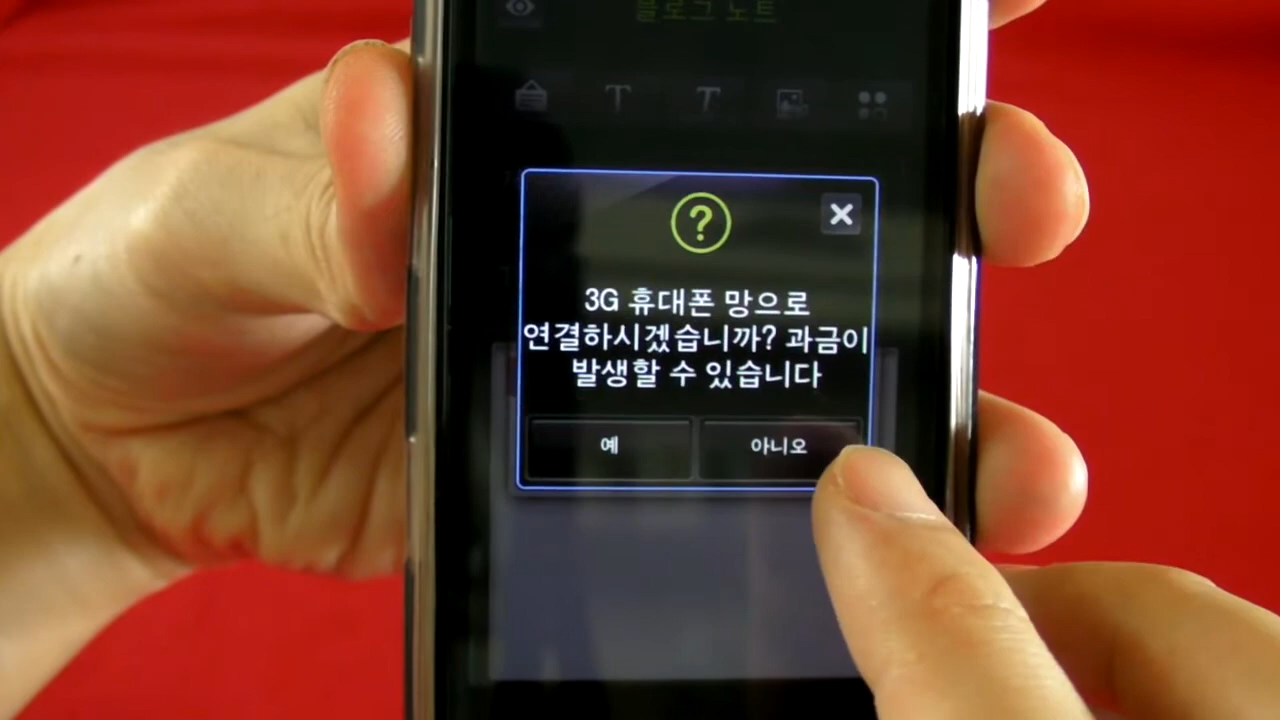 블로그 노트
T T
3G 휴대폰 망으로
연결하시겠습니까? 과금이
발생할 수 있습니다
예 아니오